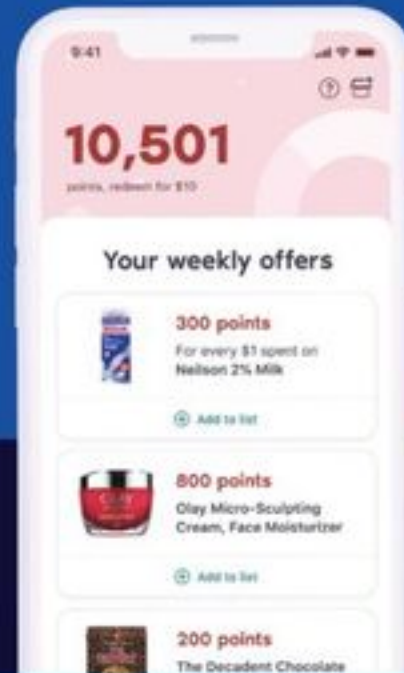 9:41
10,501
points, redeem for $10
Your weekly offers
300 points
For every $1 spent on
Neilson 2% Milk
Add to list
OLAY
800 points
Olay Micro-Sculpting
Cream, Face Moisturizer
Add to list
200 points
The Decadent Chocolate